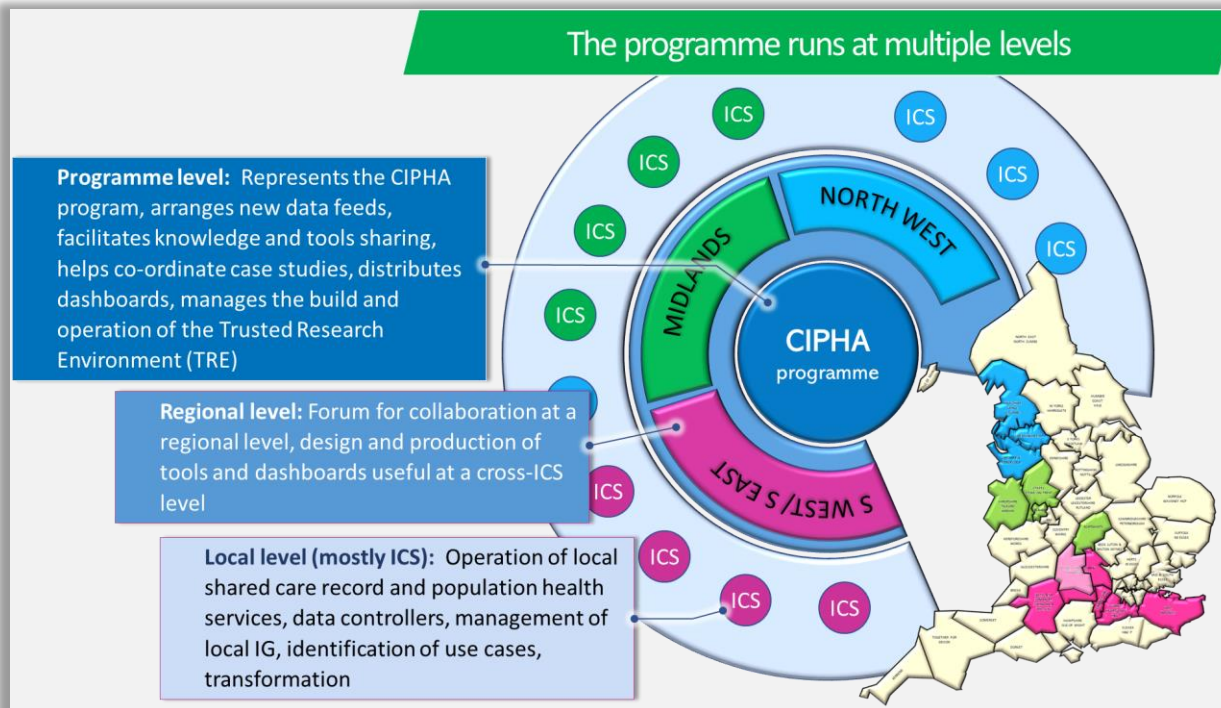 The programme runs at multiple levels
ICS
ICS
ICS
ICS
ICS
ICS
ICS
Programme level: Represents the CIPHA
program, arranges new data feeds,
facilitates knowledge and tools sharing,
helps co-ordinate case studies, distributes
dashboards, manages the build and
operation of the Trusted Research
Environment (TRE)
MIDLANDS
NORTH WEST
CIPHA
programme
Regional level: Forum for collaboration at a
regional level, design and production of
tools and dashboards useful at a cross-ICS
level
S WEST/ S EAST
ICS
ICS
ICS
ICS
Local level (mostly ICS): Operation of local
shared care record and population health
services, data controllers, management of
local IG, identification of use cases,
transformation